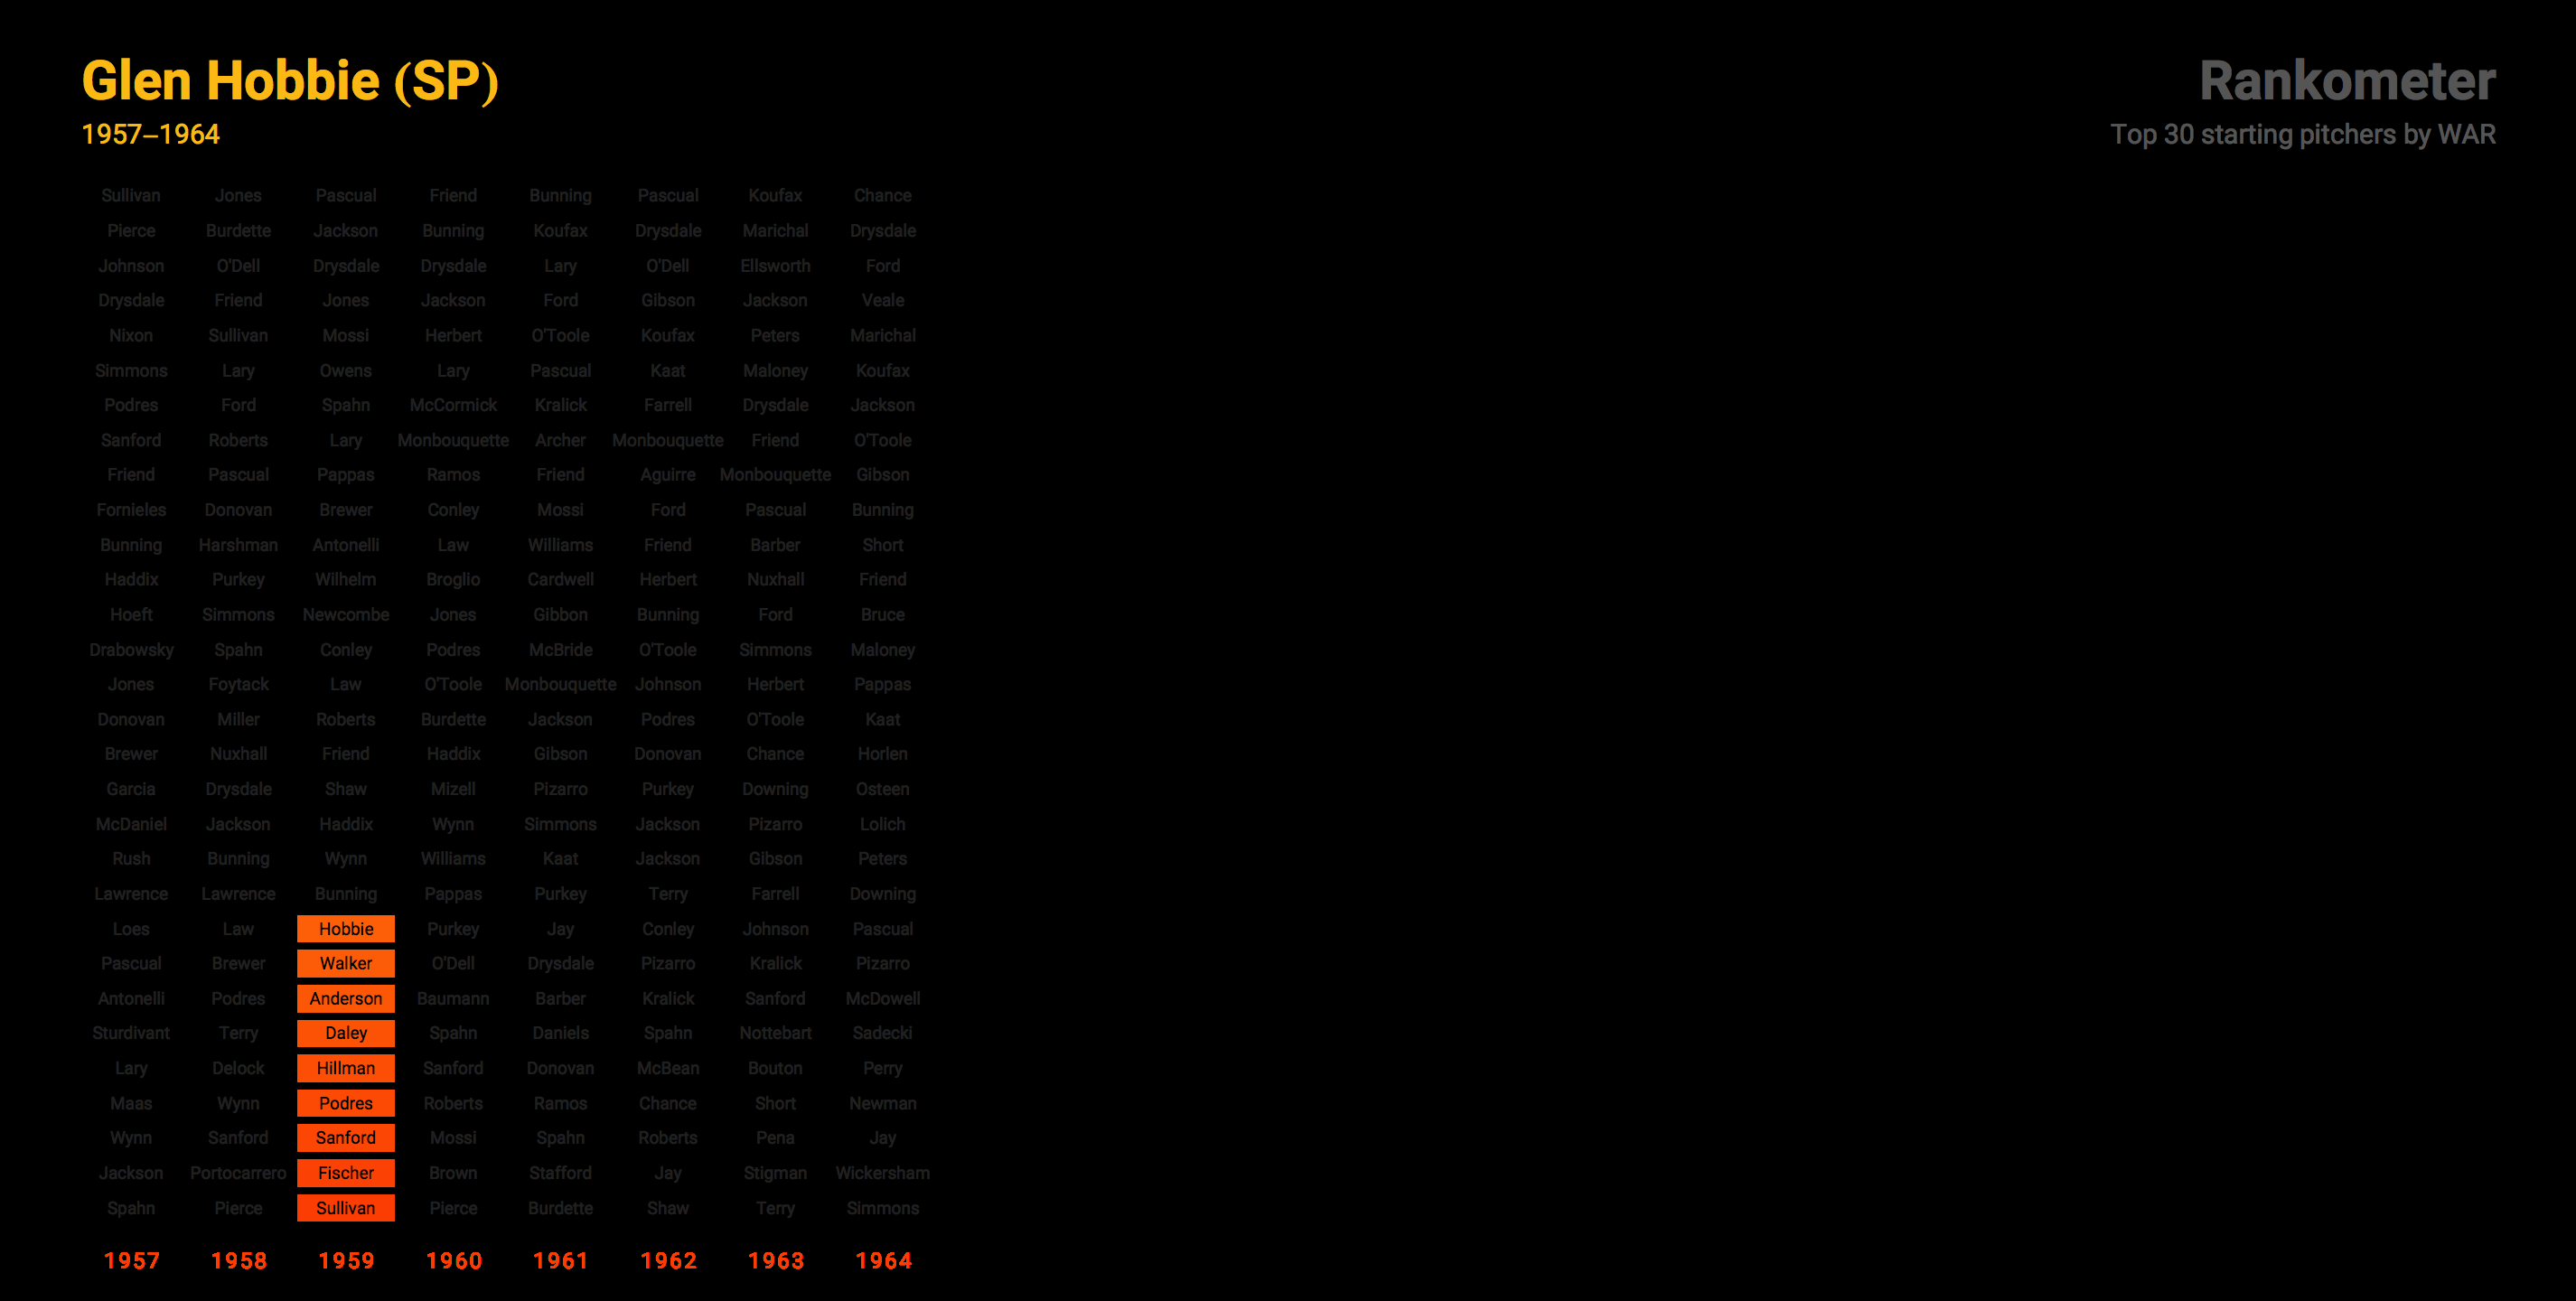 Glen Hobbie (SP)
1957–1964
Rankometer
Top 30 starting pitchers by WAR
Sullivan Jones Pascual Friend Bunning Pascual Koufax Chance
Pierce Burdette Jackson Bunning Koufax Drysdale Marichal Drysdale
Johnson O'Dell Drysdale Drysdale Lary O'Dell Ellsworth Ford
Drysdale Friend Jones Jackson Ford Gibson Jackson Veale
Nixon Sullivan Mossi Herbert O'Toole Koufax Peters Marichal
Simmons Lary Owens Lary Pascual Kaat Maloney Koufax
Podres Ford Spahn McCormick Kralick Farrell Drysdale Jackson
Sanford Roberts Lary Monbouquette Archer Monbouquette Friend O'Toole
Friend Pascual Pappas Ramos Friend Aguirre Monbouquette Gibson
Fornieles Donovan Brewer Conley Mossi Ford Pascual Bunning
Bunning Harshman Antonelli Law Williams Friend Barber Short
Haddix Purkey Wilhelm Broglio Cardwell Herbert Nuxhall Friend
Hoeft Simmons Newcombe Jones Gibbon Bunning Ford Bruce
Drabowsky Spahn Conley Podres McBride O'Toole Simmons Maloney
Jones Foytack Law O'Toole Monbouquette Johnson Herbert Pappas
Donovan Miller Roberts Burdette Jackson Podres O'Toole Kaat
Brewer Nuxhall Friend Haddix Gibson Donovan Chance Horlen
Garcia Drysdale Shaw Mizell Pizarro Purkey Downing Osteen
McDaniel Jackson Haddix Wynn Simmons Jackson Pizarro Lolich
Rush Bunning Wynn Williams Kaat Jackson Gibson Peters
Lawrence Lawrence Bunning Pappas Purkey Terry Farrell Downing
Loes Law Hobbie Purkey Jay Conley Johnson Pascual
Pascual Brewer Walker O'Dell Drysdale Pizarro Kralick Pizarro
Antonelli Podres Anderson Baumann Barber Kralick Sanford McDowell
Sturdivant Terry Daley Spahn Daniels Spahn Nottebart Sadecki
Lary Delock Hillman Sanford Donovan McBean Bouton Perry
Maas Wynn Podres Roberts Ramos Chance Short Newman
Wynn Sanford Sanford Mossi Spahn Roberts Pena Jay
Jackson Portocarrero Fischer Brown Stafford Jay Stigman Wickersham
Spahn Pierce Sullivan Pierce Burdette Shaw Terry Simmons
1957 1958 1959 1960 1961 1962 1963 1964